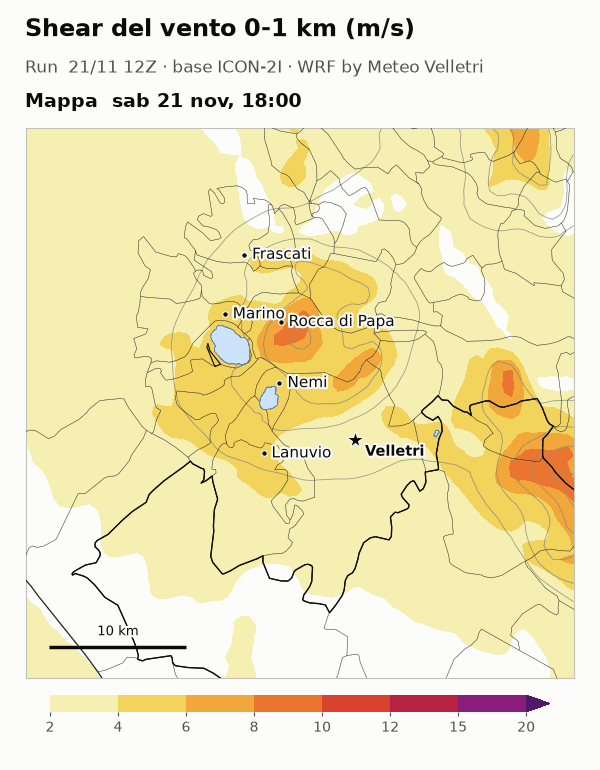 Shear del vento 0-1 km (m/s)
Run  21/11 12Z · base ICON-2I · WRF by Meteo Velletri
Mappa  sab 21 nov, 18:00
Frascati
Marino
Rocca di Papa
Nemi
Velletri
Lanuvio
10 km
2 4 6 8 10 12 15 20